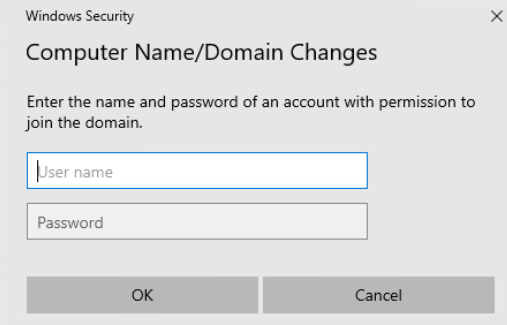 Windows Security
Computer Name/Domain Changes
Enter the name and password of an account with permission to
join the domain.
User name
Password
OK
Cancel